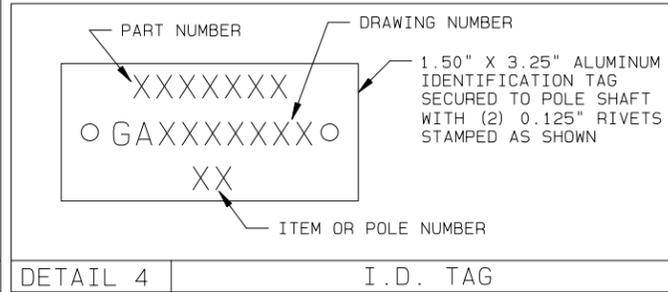 PART NUMBER
DRAWING NUMBER
1.50" X 3.25" ALUMINUM
IDENTIFICATION TAG
SECURED TO POLE SHAFT
WITH (2) 0.125" RIVETS
STAMPED AS SHOWN
XXXXXXX
GAXXXXXXX
XX
ITEM OR POLE NUMBER
DETAIL 4
I.D. TAG